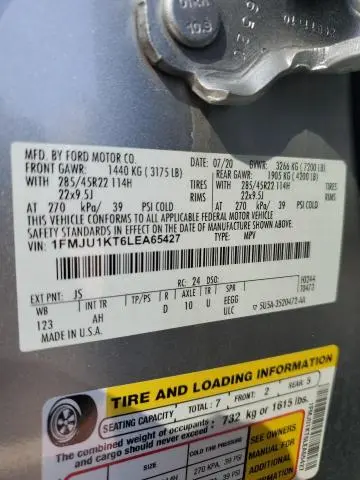 MFD. BY FORD MOTOR CO.
DATE: 07/20 GVWR: 3266 KG (7200 LB)
FRONT GAWR: 1440 KG (3175 LB) REAR GAWR: 1905 KG (4200 LB)
WITH 285/45R22 114H TIRES WITH 285/45R22 114H TIRES
22x9.5J RIMS 22x9.5J RIMS
AT 270 kPa/ 39 PSI COLD AT 270 kPa/ 39 PSI COLD
THIS VEHICLE CONFORMS TO ALL APPLICABLE FEDERAL MOTOR VEHICLE
SAFETY STANDARDS IN EFFECT ON THE DATE OF MANUFACTURE SHOWN ABOVE.
VIN: 1FMJU1KT6LEA65427 TYPE: MPV
EXT PNT: JS RC: 24 DSO:
WB INT TR TP/PS R AXLE TR SPR
123 AH D 10 U EEGG
ULC
MADE IN U.S.A. 5U5A-3520472-AA
TIRE AND LOADING INFORMATION
SEATING CAPACITY TOTAL: 7 FRONT: 2 REAR: 5
The combined weight of occupants
and cargo should never exceed: 732 kg or 1615 lbs.
COLD TIRE PRESSURE
270 KPA, 39 PSI
SEE OWNER'S
MANUAL FOR
ADDITIONAL
INFORMATION